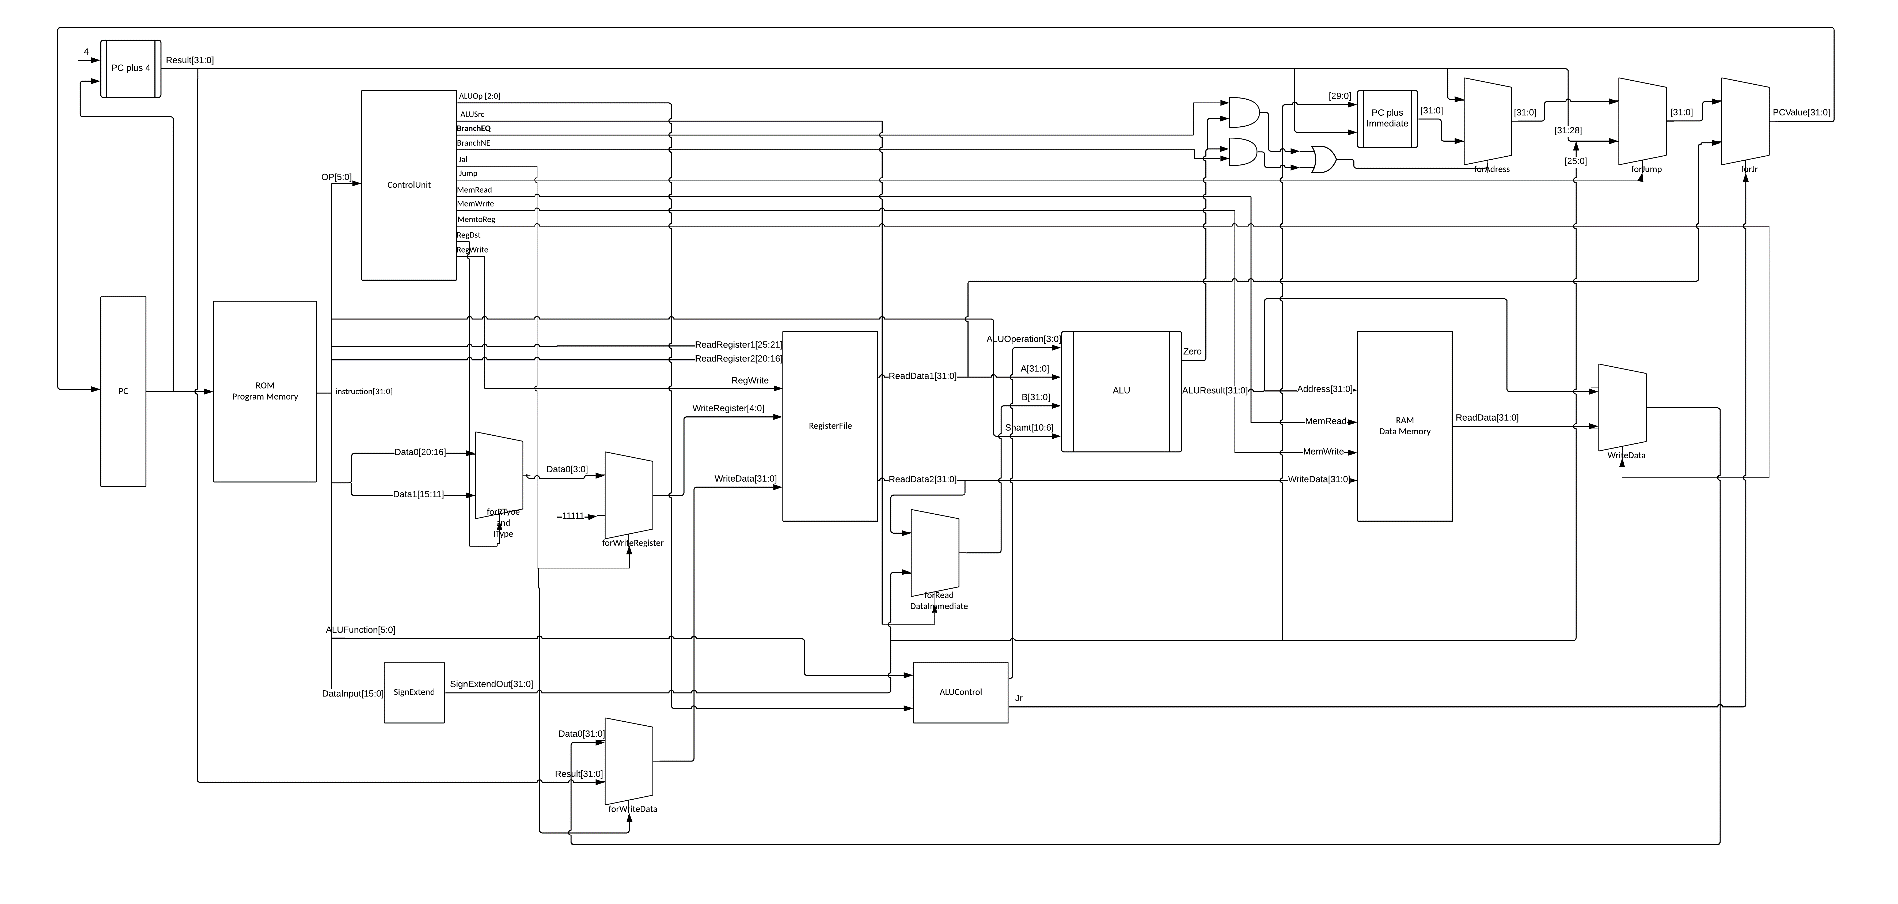 4
PC plus 4
Result[31:0]
ALUOp [2:0]
ALUSrc
BranchEQ
BranchNE
Jal
Jump
MemRead
MemWrite
MemtoReg
RegDst
RegWrite
OP[5:0]
ControlUnit
[29:0]
PC plus
Immediate
[31:0]
[31:0]
forAdress
[31:28]
[25:0]
[31:0]
forJump
forJr
PCValue[31:0]
PC
ROM
Program Memory
instruction[31:0]
ReadRegister1[25:21]
ReadRegister2[20:16]
RegWrite
WriteRegister[4:0]
WriteData[31:0]
RegisterFile
ReadData1[31:0]
ReadData2[31:0]
ALUOperation[3:0]
A[31:0]
B[31:0]
Shamt[10:6]
ALU
Zero
ALUResult[31:0]
Address[31:0]
MemRead
MemWrite
WriteData[31:0]
RAM
Data Memory
ReadData[31:0]
WriteData
Data0[20:16]
Data1[15:11]
forRType
and
IType
Data0[3:0]
11111
forWriteRegister
forRead
DataImmediate
ALUFunction[5:0]
DataInput[15:0]
SignExtend
SignExtendOut[31:0]
ALUControl
Jr
Data0[31:0]
Result[31:0]
forWriteData